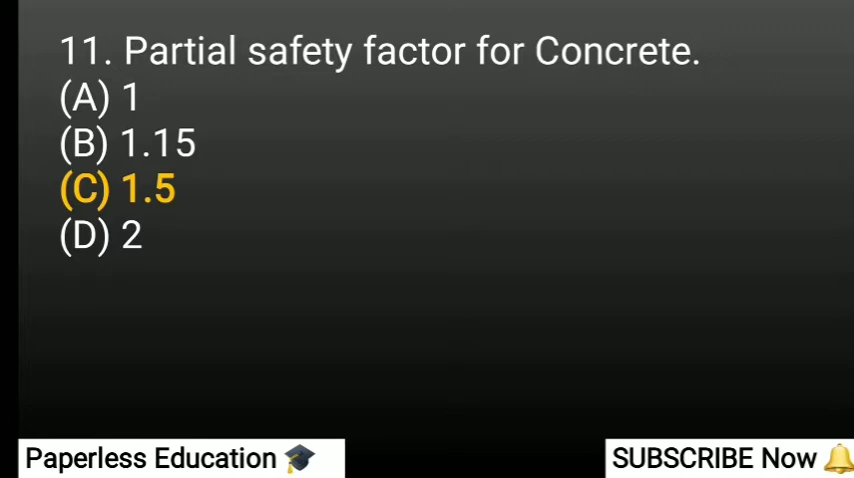 11. Partial safety factor for Concrete.
(A) 1
(B) 1.15
(C) 1.5
(D) 2
Paperless Education 🎓
SUBSCRIBE Now 🔔